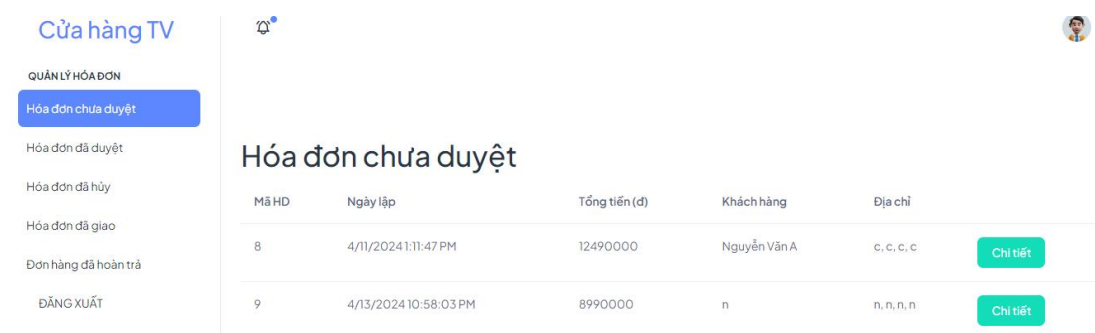 Cửa hàng TV
QUẢN LÝ HÓA ĐƠN
Hóa đơn chưa duyệt
Hóa đơn đã duyệt
Hóa đơn đã hủy
Hóa đơn đã giao
Đơn hàng đã hoàn trả
ĐĂNG XUẤT
Hóa đơn chưa duyệt
Mã HD Ngày lập Tổng tiền (đ) Khách hàng Địa chỉ
8 4/11/2024 1:11:47 PM 12490000 Nguyễn Văn A c, c, c, c Chi tiết
9 4/13/2024 10:58:03 PM 8990000 n n, n, n, n Chi tiết